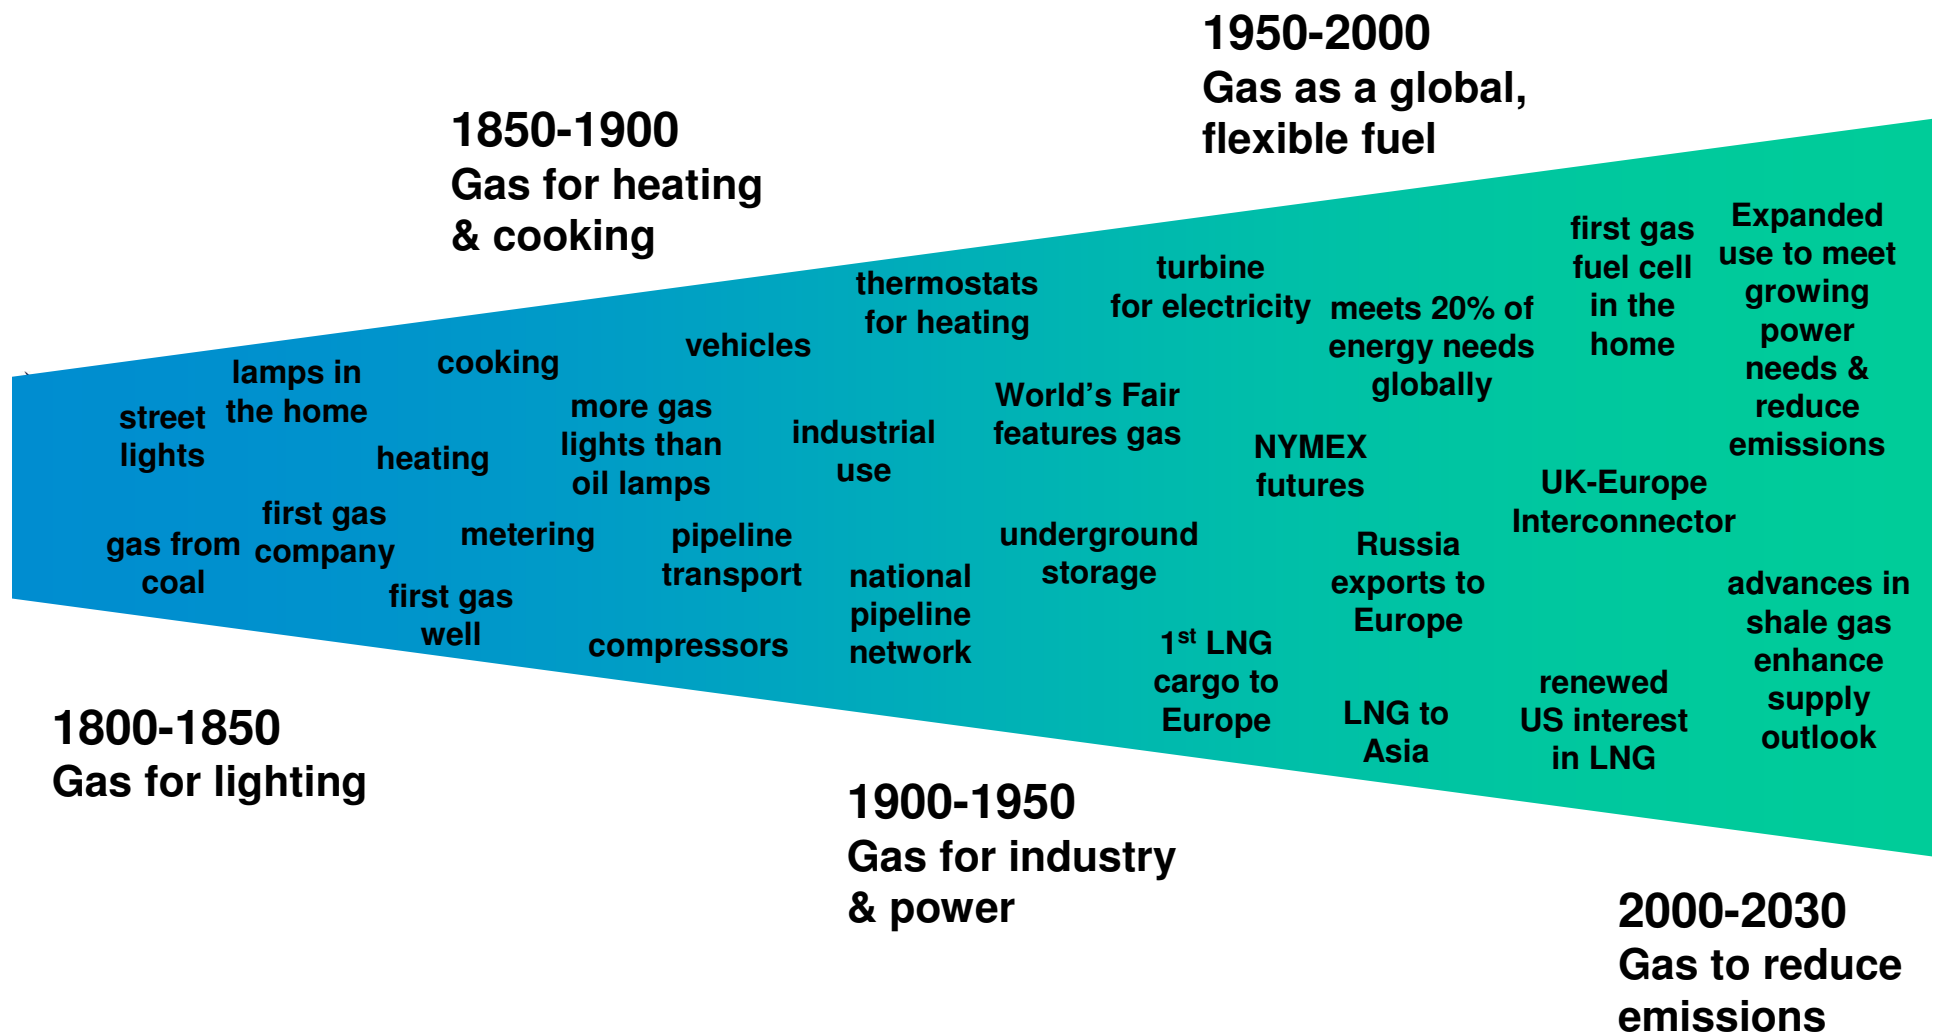 1950-2000
Gas as a global,
flexible fuel
1850-1900
Gas for heating
& cooking
street
lights
gas from
coal
lamps in
the home
first gas
company
heating
first gas
well
cooking
metering
more gas
lights than
oil lamps
compressors
vehicles
pipeline
transport
industrial
use
national
pipeline
network
thermostats
for heating
World's Fair
features gas
underground
storage
turbine
for electricity
1st LNG
cargo to
Europe
NYMEX
futures
meets 20% of
energy needs
globally
Russia
exports to
Europe
LNG to
Asia
first gas
fuel cell
in the
home
UK-Europe
Interconnector
renewed
US interest
in LNG
Expanded
use to meet
growing
power
needs &
reduce
emissions
advances in
shale gas
enhance
supply
outlook
1800-1850
Gas for lighting
1900-1950
Gas for industry
& power
2000-2030
Gas to reduce
emissions